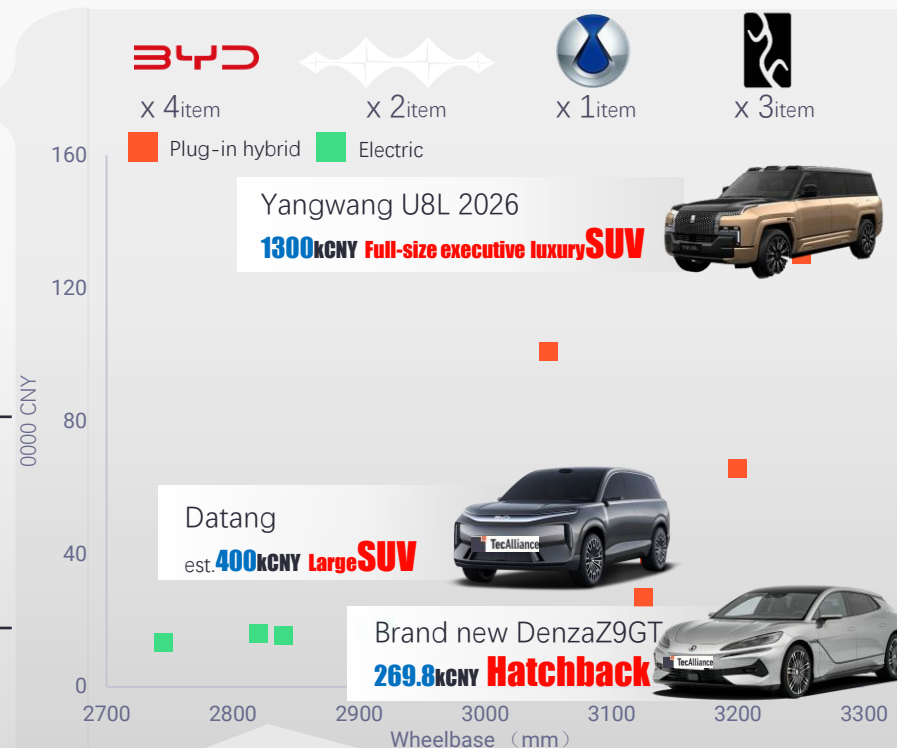 BYD
x 4item
x 2item
x 1item
x 3item
Plug-in hybrid
Electric
160
Yangwang U8L 2026
1300kCNY Full-size executive luxurySUV
120
0000 CNY
80
Datang
est.400kCNY LargeSUV
TecAlliance
40
Brand new DenzaZ9GT
269.8kCNY Hatchback
TecAlliance
0
2700
2800
2900
3000
3100
3200
3300
Wheelbase （mm）